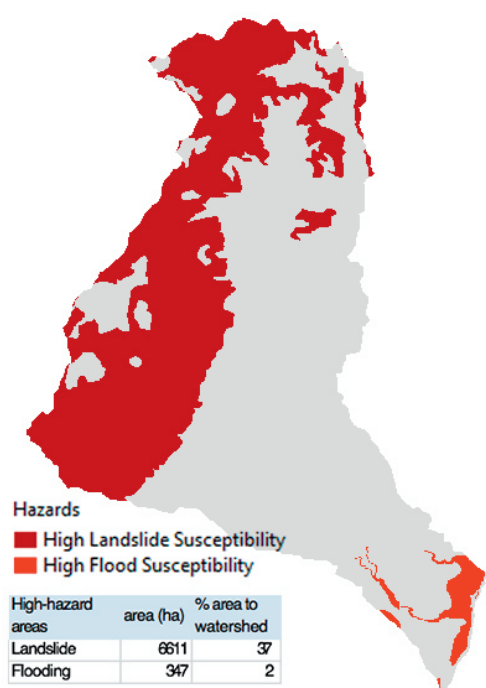 Hazards
High Landslide Susceptibility
High Flood Susceptibility
High-hazard areas area (ha) % area to watershed
Landslide 6611 37
Flooding 347 2